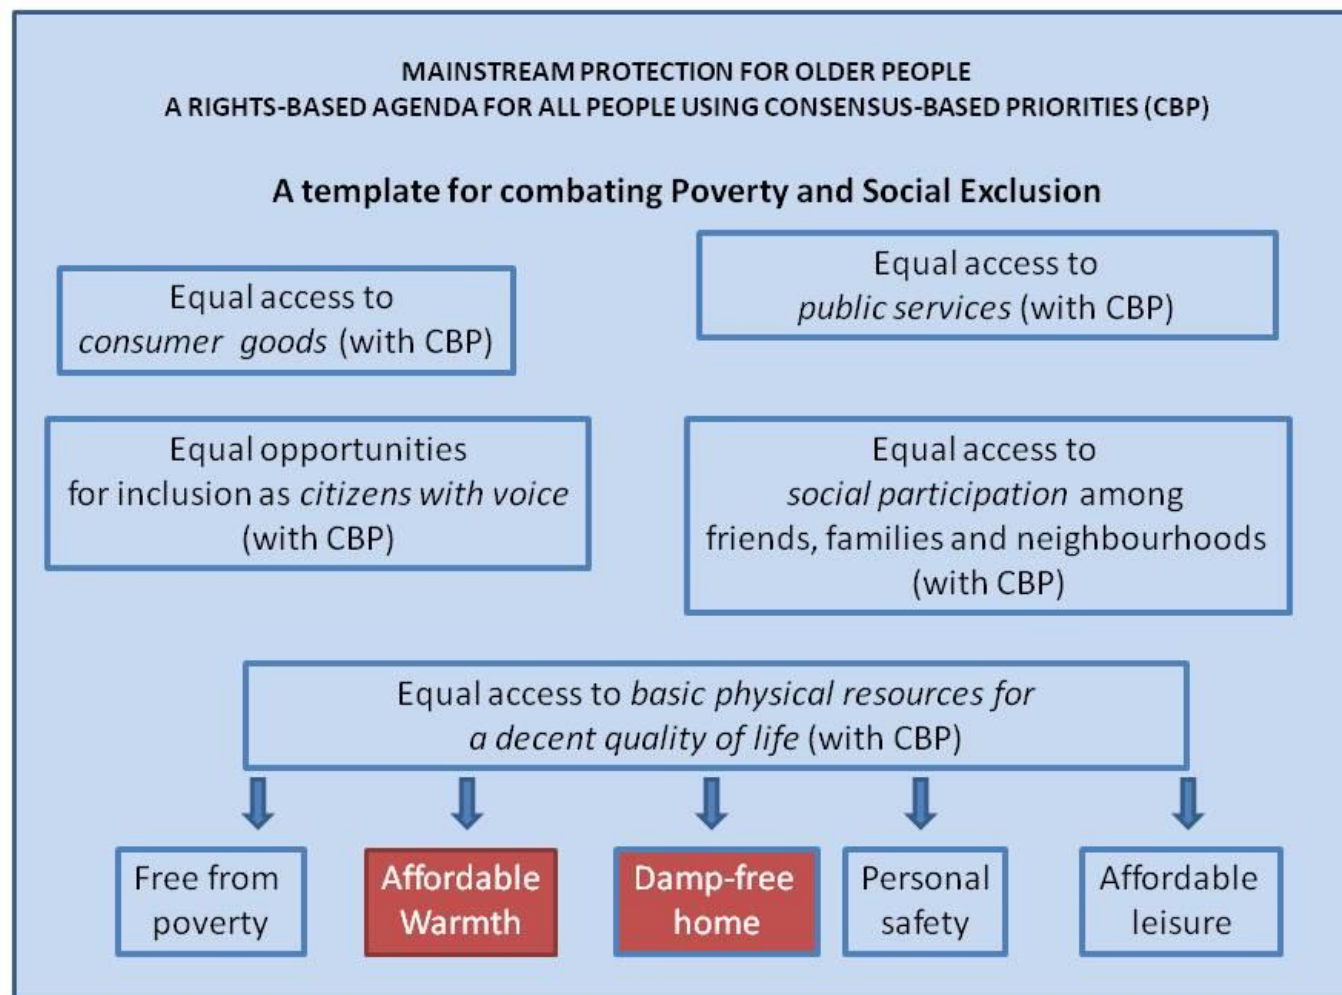 MAINSTREAM PROTECTION FOR OLDER PEOPLE
A RIGHTS-BASED AGENDA FOR ALL PEOPLE USING CONSENSUS-BASED PRIORITIES (CBP)
A template for combating Poverty and Social Exclusion
Equal access to
consumer goods (with CBP)
Equal access to
public services (with CBP)
Equal opportunities
for inclusion as citizens with voice
(with CBP)
Equal access to
social participation among
friends, families and neighbourhoods
(with CBP)
Equal access to basic physical resources for
a decent quality of life (with CBP)
Free from
poverty
Affordable
Warmth
Damp-free
home
Personal
safety
Affordable
leisure